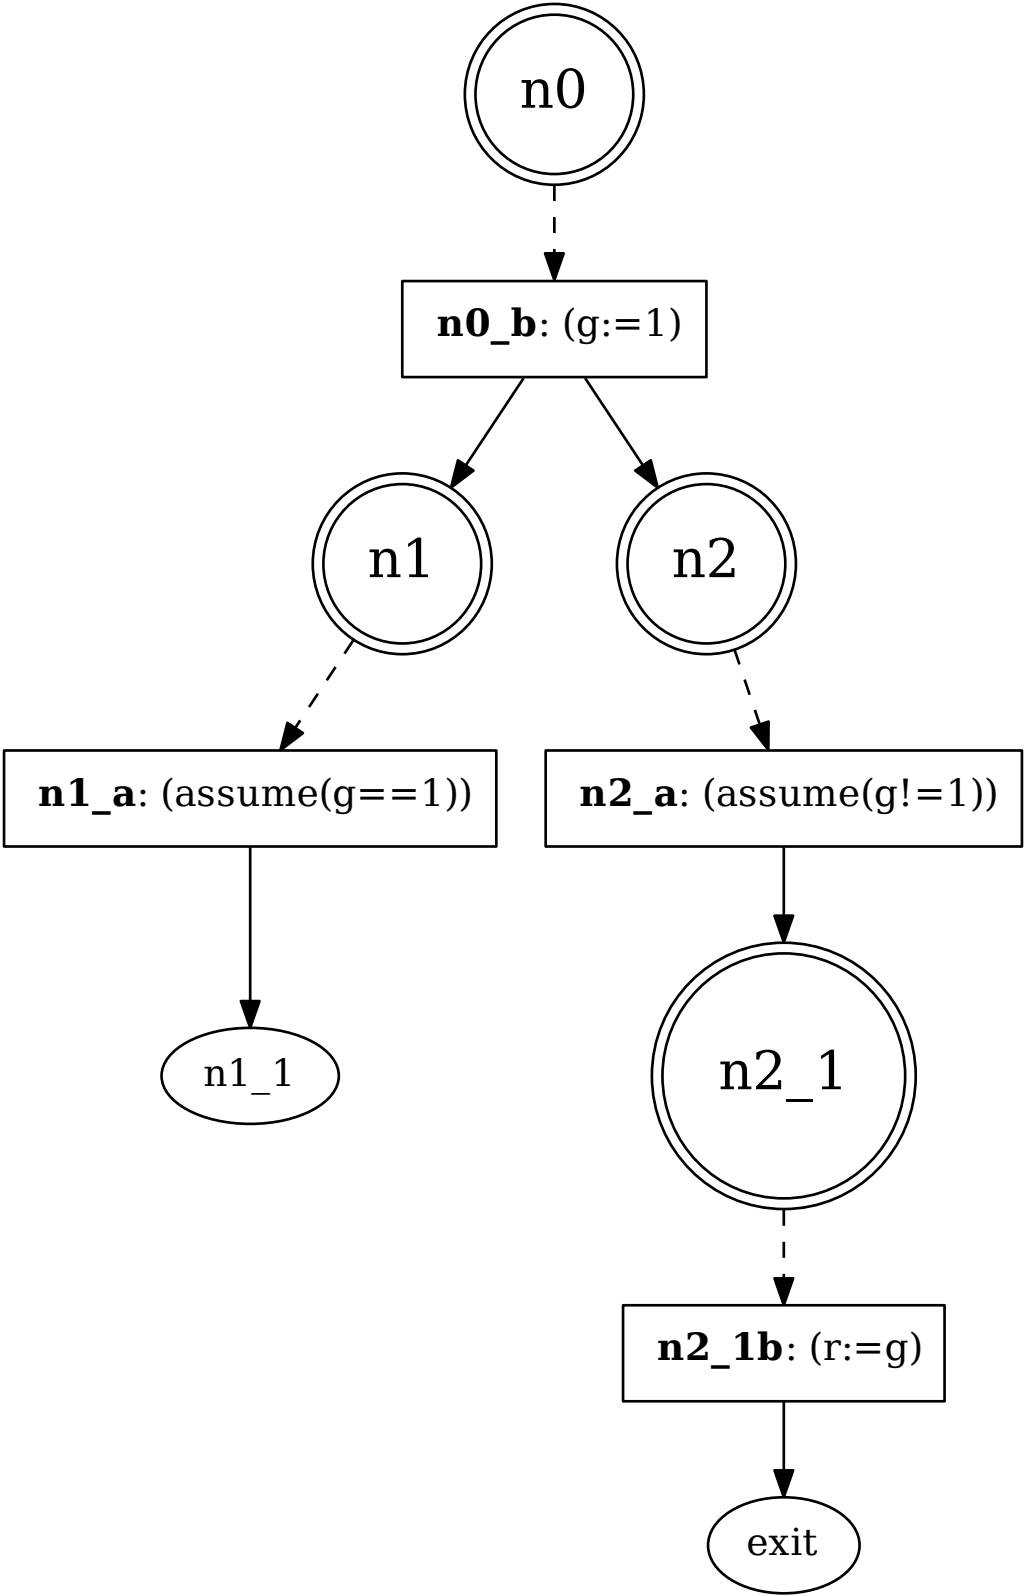 n0
n0_b: (g:=1)
n1
n2
n1_a: (assume(g==1))
n2_a: (assume(g!=1))
n1_1
n2_1
n2_1b: (r:=g)
exit